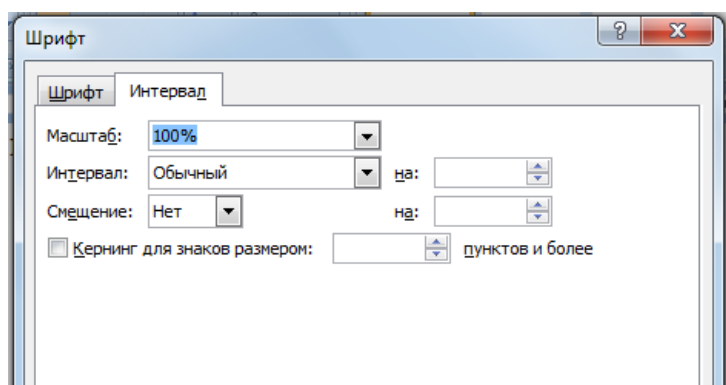 Шрифт
Шрифт Интервал
Масштаб: 100%
Интервал: Обычный на:
Смещение: Нет на:
Кернинг для знаков размером: пунктов и более